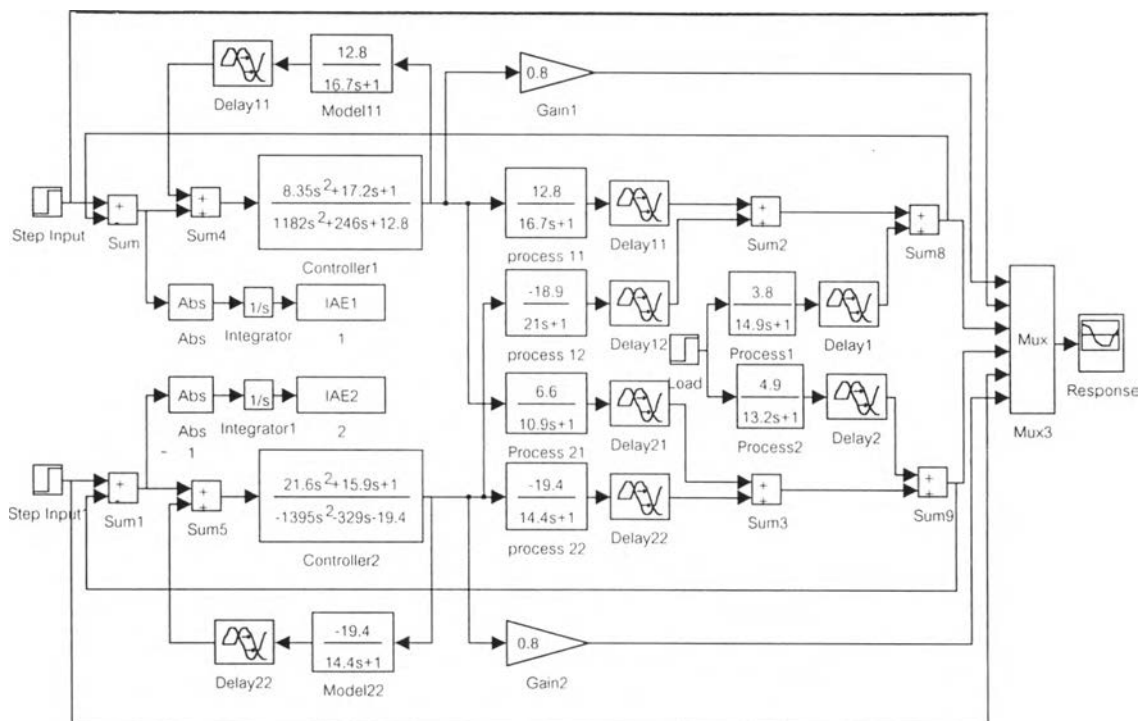 12.8
16.7s+1
Delay11
Model11
0.8
Gain1
Step Input
+
-
Sum
+
+
Sum4
8.35s²+17.2s+1
1182s²+246s+12.8
Controller1
12.8
16.7s+1
process 11
Delay11
+
+
Sum2
+
+
Sum8
Abs
Abs
1/s
Integrator
IAE1
1
-18.9
21s+1
process 12
Delay12
Load
3.8
14.9s+1
Process1
Delay1
Mux
Mux3
Response
Abs
Abs
1
1/s
Integrator1
IAE2
2
6.6
10.9s+1
Process 21
Delay21
4.9
13.2s+1
Process2
Delay2
Step Input1
+
-
Sum1
+
+
Sum5
21.6s²+15.9s+1
-1395s²-329s-19.4
Controller2
-19.4
14.4s+1
process 22
Delay22
+
+
Sum3
+
+
Sum9
-19.4
14.4s+1
Delay22
Model22
0.8
Gain2